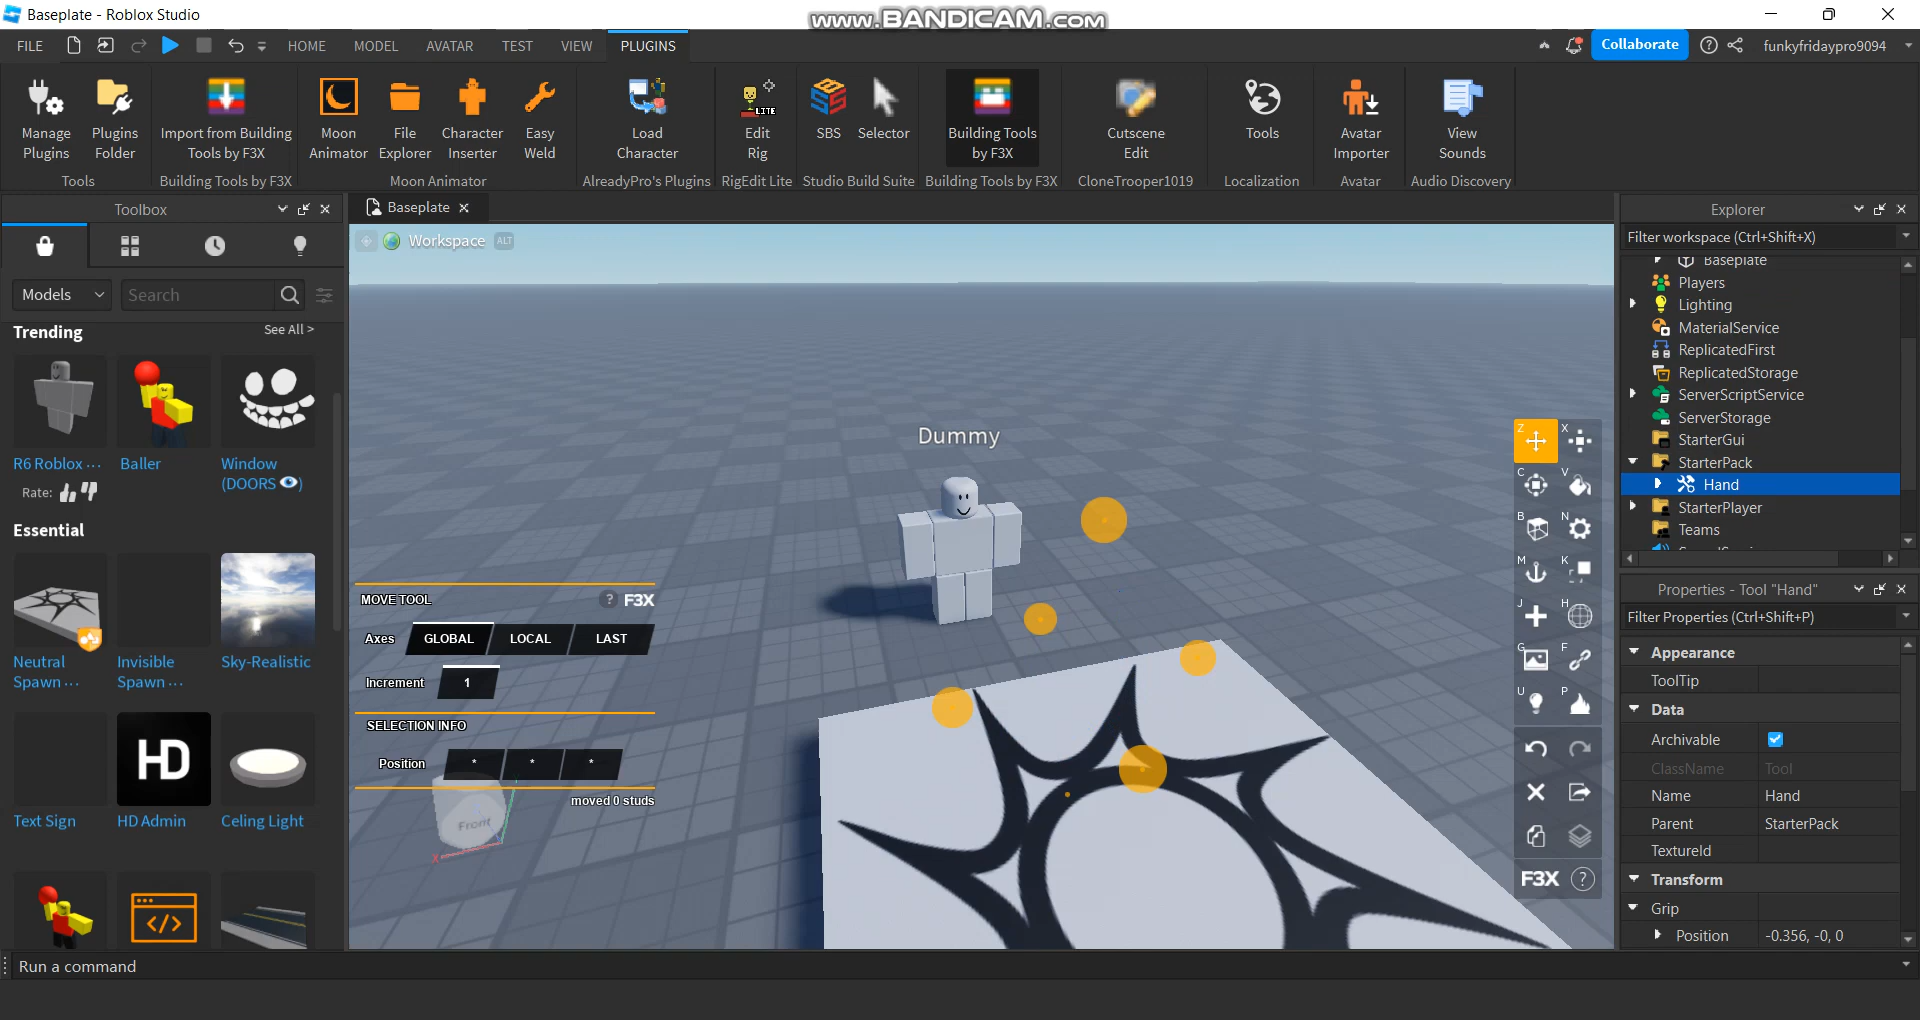 Baseplate - Roblox Studio
www.BANDICAM.com
FILE HOME MODEL AVATAR TEST VIEW PLUGINS Collaborate funkyfridaypro9094
Manage Plugins
Plugins Folder
Tools
Import from Building Tools by F3X
Building Tools by F3X
Moon Animator
File Explorer
Character Inserter
Easy Weld
Moon Animator
Load Character
AlreadyPro's Plugins
LITE
Edit Rig
RigEdit Lite
SBS
Selector
Studio Build Suite
Building Tools by F3X
Building Tools by F3X
Cutscene Edit
CloneTrooper1019
Tools
Localization
Avatar Importer
Avatar
View Sounds
Audio Discovery
Toolbox
Models
Search
Trending
See All >
R6 Roblox ...
Baller
Window (DOORS 👁)
Rate:
Essential
Neutral Spawn ...
Invisible Spawn ...
Sky-Realistic
HD
Text Sign
HD Admin
Celing Light
Baseplate
Workspace ALT
Dummy
MOVE TOOL ? F3X
Axes GLOBAL LOCAL LAST
Increment 1
SELECTION INFO
Position * * *
moved 0 studs
Front
X
Z X
C V
B N
M K
J H
G F
U P
F3X ?
Explorer
Filter workspace (Ctrl+Shift+X)
Baseplate
Players
Lighting
MaterialService
ReplicatedFirst
ReplicatedStorage
ServerScriptService
ServerStorage
StarterGui
StarterPack
Hand
StarterPlayer
Teams
Properties - Tool "Hand"
Filter Properties (Ctrl+Shift+P)
Appearance
ToolTip
Data
Archivable
ClassName Tool
Name Hand
Parent StarterPack
TextureId
Transform
Grip
Position -0.356, -0, 0
Run a command